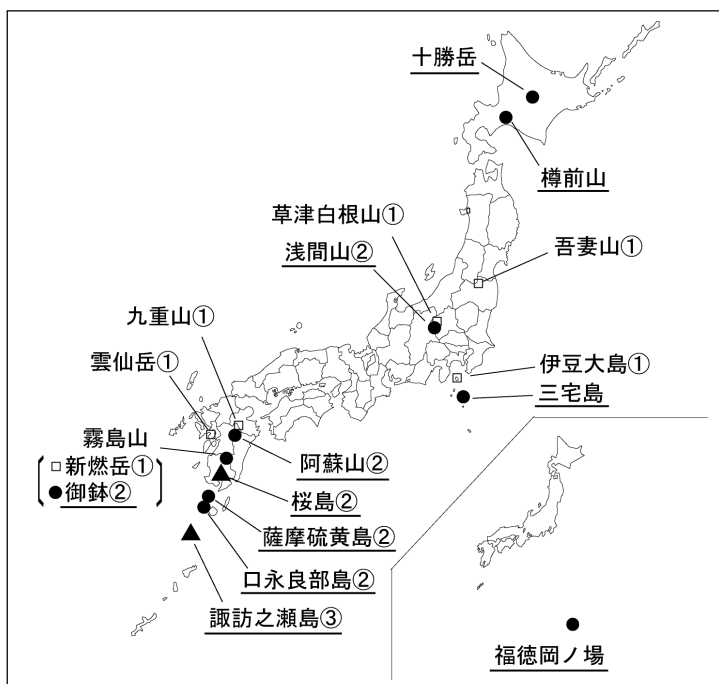 十勝岳
樽前山
草津白根山①
浅間山②
吾妻山①
九重山①
雲仙岳①
伊豆大島①
三宅島
霧島山
新燃岳①
御鉢②
阿蘇山②
桜島②
薩摩硫黄島②
口永良部島②
諏訪之瀬島③
福徳岡ノ場